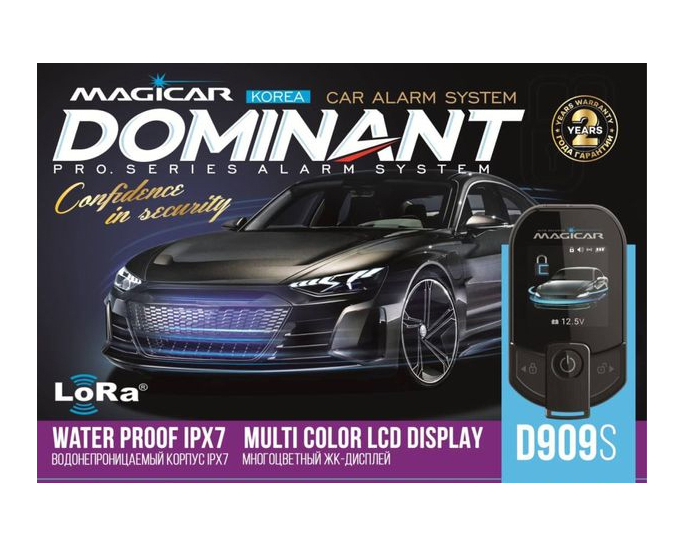 MAGICAR KOREA CAR ALARM SYSTEM
DOMINANT
PRO. SERIES ALARM SYSTEM
Confidence
in security
YEARS WARRANTY
2
YEARS
ГОДА ГАРАНТИИ
MAGICAR
12.5V
LoRa®
WATER PROOF IPX7 MULTI COLOR LCD DISPLAY
ВОДОНЕПРОНИЦАЕМЫЙ КОРПУС IPX7 МНОГОЦВЕТНЫЙ ЖК-ДИСПЛЕЙ
D909S